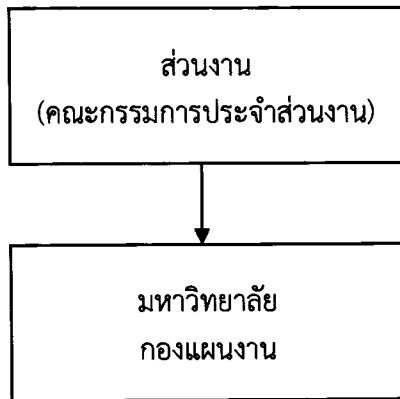 ส่วนงาน
(คณะกรรมการประจำส่วนงาน)
มหาวิทยาลัย
กองแผนงาน